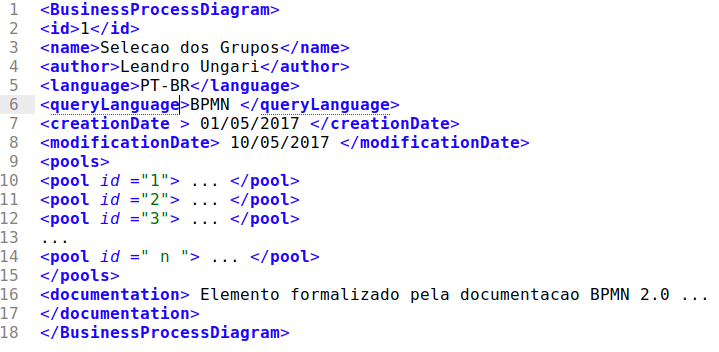 1 <BusinessProcessDiagram>
2 <id>1</id>
3 <name>Selecao dos Grupos</name>
4 <author>Leandro Ungari</author>
5 <language>PT-BR</language>
6 <queryLanguage>BPMN </queryLanguage>
7 <creationDate > 01/05/2017 </creationDate>
8 <modificationDate> 10/05/2017 </modificationDate>
9 <pools>
10 <pool id ="1"> ... </pool>
11 <pool id ="2"> ... </pool>
12 <pool id ="3"> ... </pool>
13 ...
14 <pool id =" n "> ... </pool>
15 </pools>
16 <documentation> Elemento formalizado pela documentacao BPMN 2.0 ...
17 </documentation>
18 </BusinessProcessDiagram>